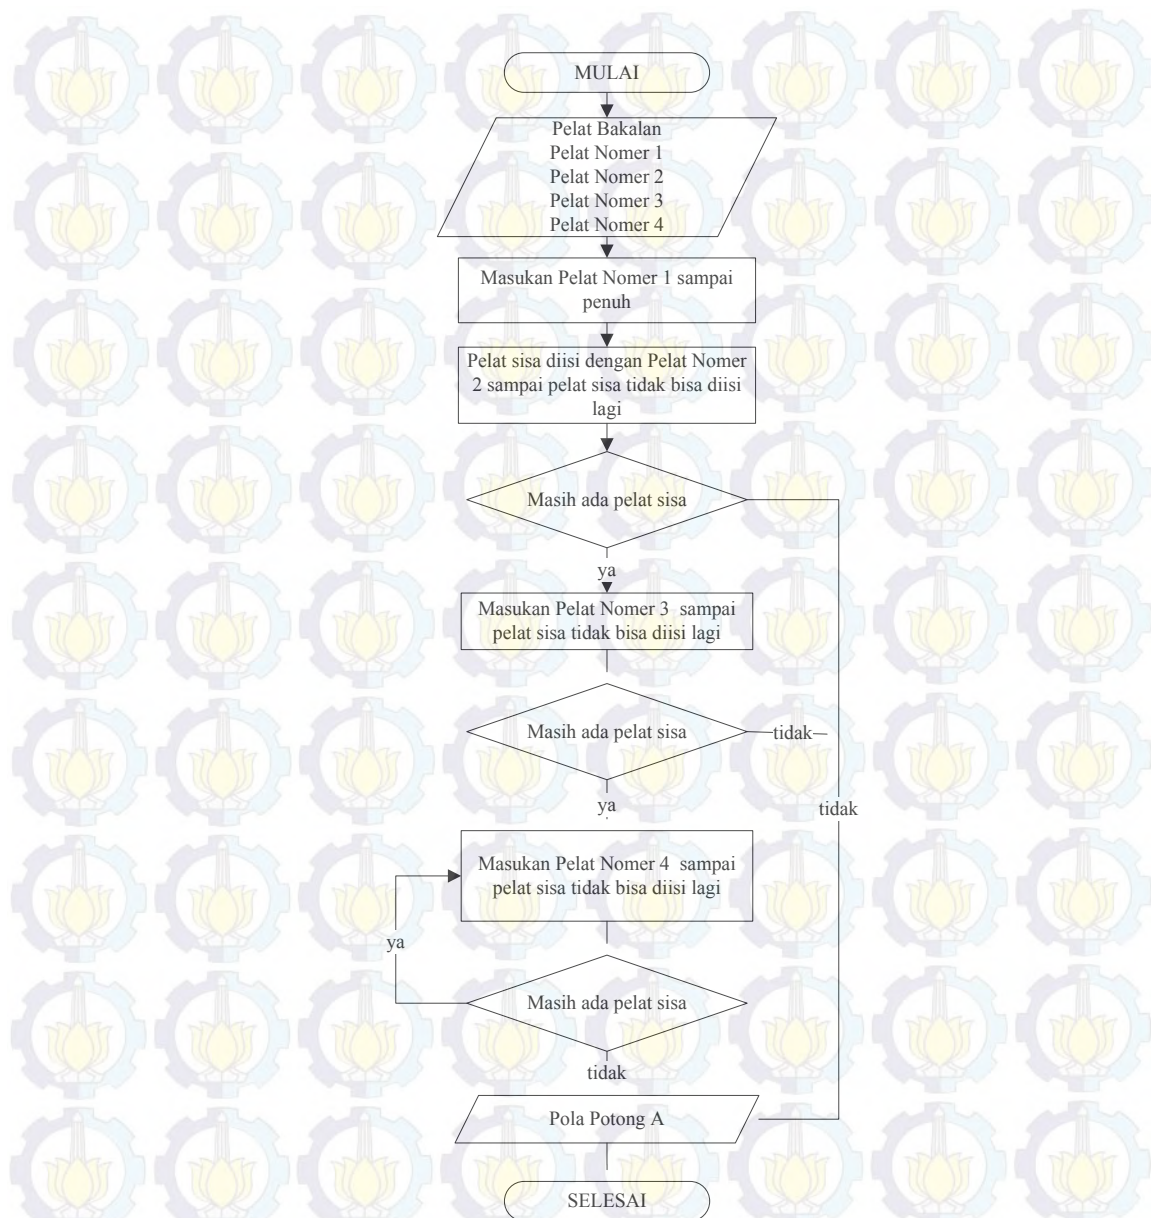 MULAI
Pelat Bakalan
Pelat Nomer 1
Pelat Nomer 2
Pelat Nomer 3
Pelat Nomer 4
Masukan Pelat Nomer 1 sampai
penuh
Pelat sisa diisi dengan Pelat Nomer
2 sampai pelat sisa tidak bisa diisi
lagi
Masih ada pelat sisa
ya
Masukan Pelat Nomer 3 sampai
pelat sisa tidak bisa diisi lagi
Masih ada pelat sisa
tidak
ya
tidak
Masukan Pelat Nomer 4 sampai
pelat sisa tidak bisa diisi lagi
ya
Masih ada pelat sisa
tidak
Pola Potong A
SELESAI